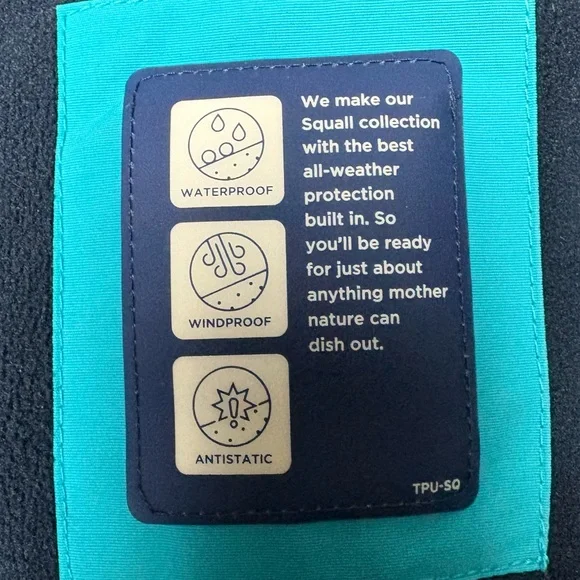 WATERPROOF
WINDPROOF
ANTISTATIC
We make our
Squall collection
with the best
all-weather
protection
built in. So
you'll be ready
for just about
anything mother
nature can
dish out.
TPU-SQ